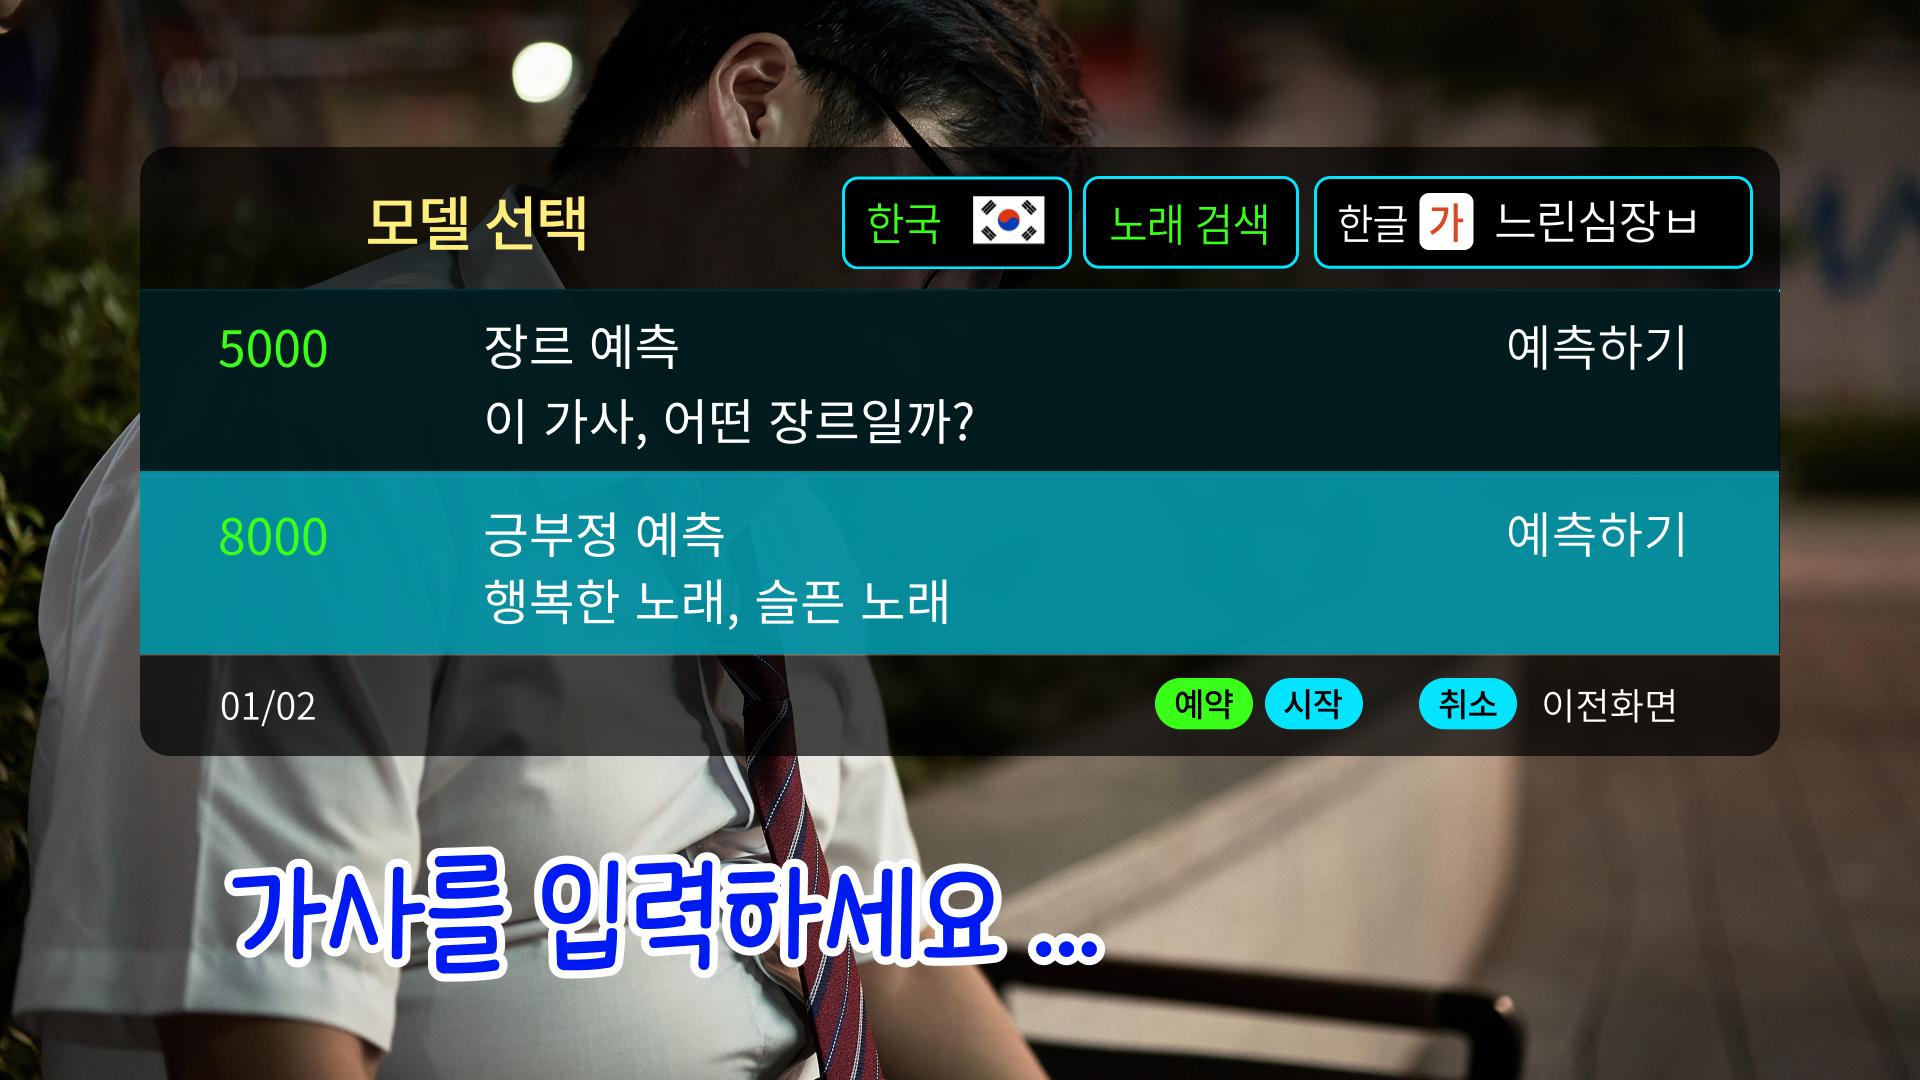 모델 선택
한국
노래 검색
한글 가 느린심장ㅂ
5000 장르 예측 예측하기
이 가사, 어떤 장르일까?
8000 긍부정 예측 예측하기
행복한 노래, 슬픈 노래
01/02 예약 시작 취소 이전화면
가사를 입력하세요 ...